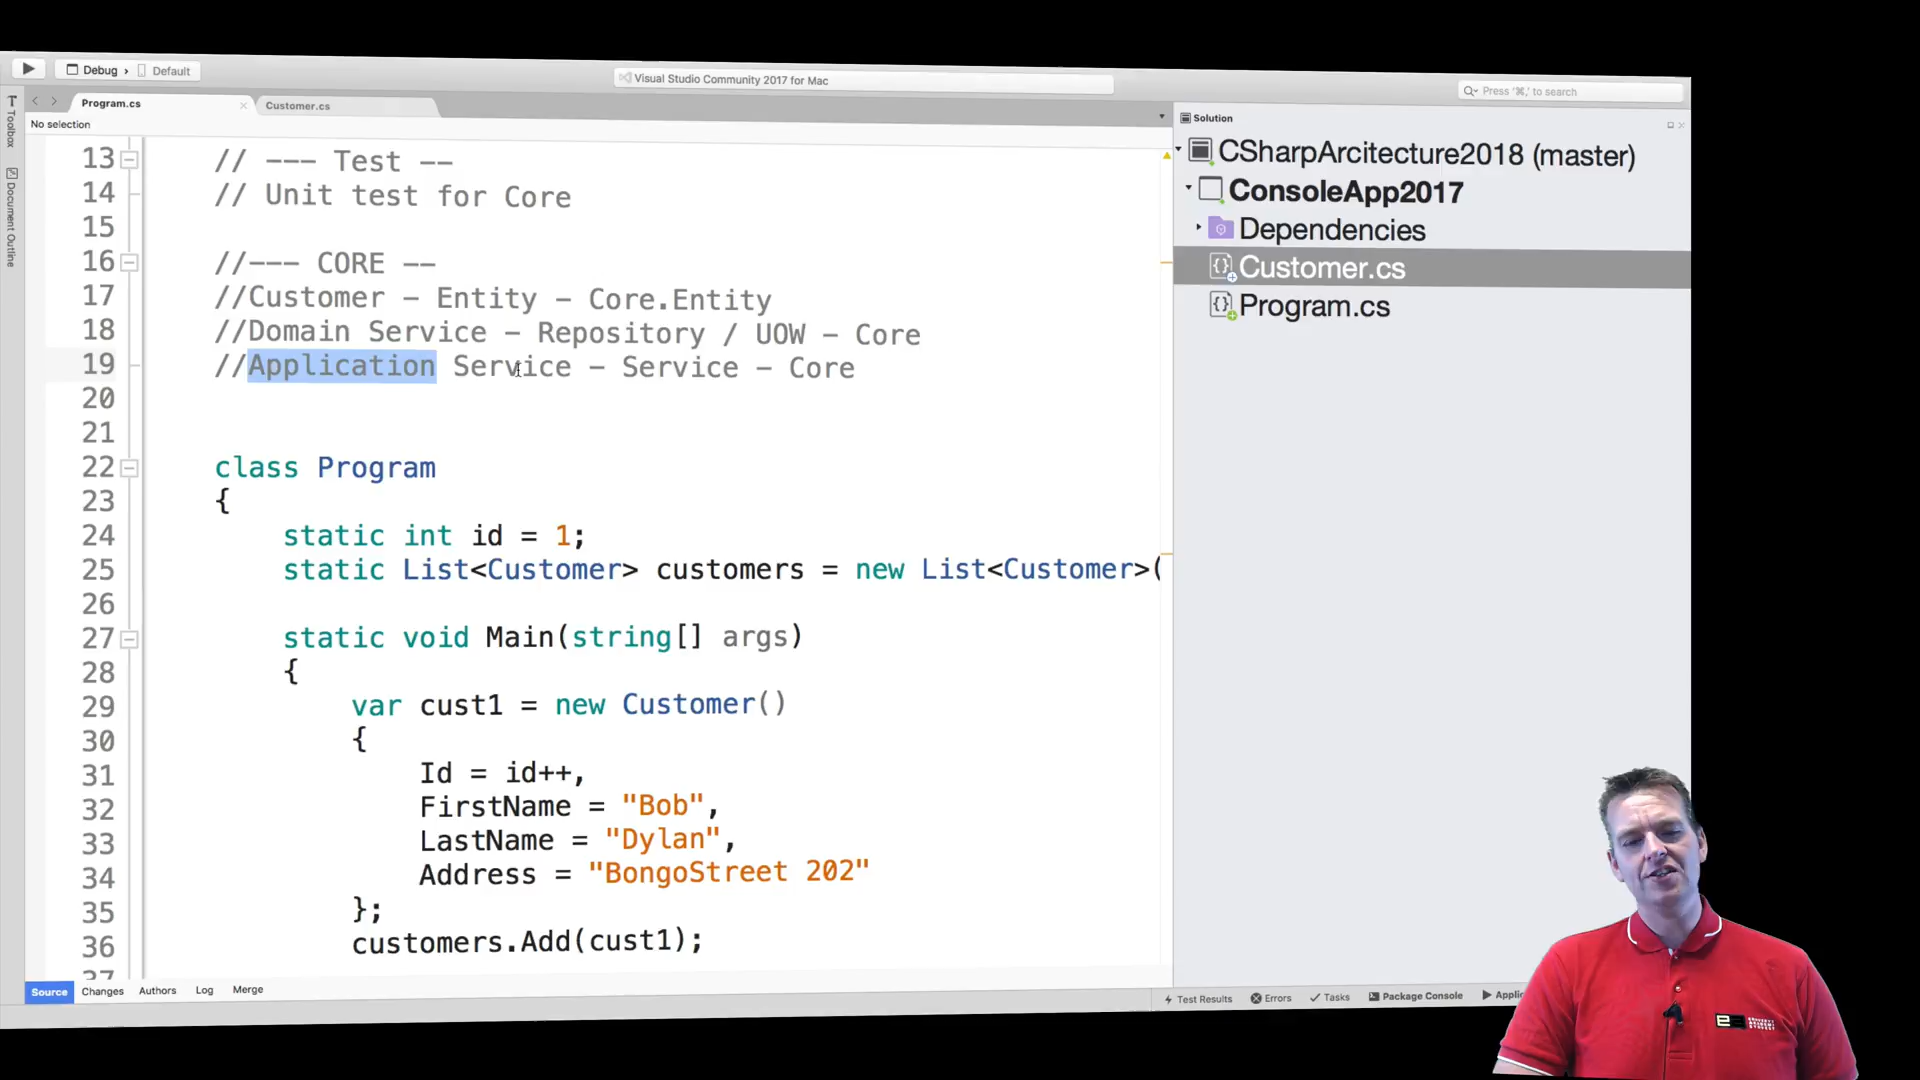 Debug › Default
Visual Studio Community 2017 for Mac
Press '⌘,' to search
Program.cs
Customer.cs
No selection
Toolbox
Document Outline
13 // --- Test --
14 // Unit test for Core
15
16 //--- CORE --
17 //Customer - Entity - Core.Entity
18 //Domain Service - Repository / UOW - Core
19 //Application Service - Service - Core
20
21
22 class Program
23 {
24 static int id = 1;
25 static List<Customer> customers = new List<Customer>(
26
27 static void Main(string[] args)
28 {
29 var cust1 = new Customer()
30 {
31 Id = id++,
32 FirstName = "Bob",
33 LastName = "Dylan",
34 Address = "BongoStreet 202"
35 };
36 customers.Add(cust1);
37
Solution
CSharpArcitecture2018 (master)
ConsoleApp2017
Dependencies
Customer.cs
Program.cs
Source Changes Authors Log Merge
Test Results Errors Tasks Package Console Applic